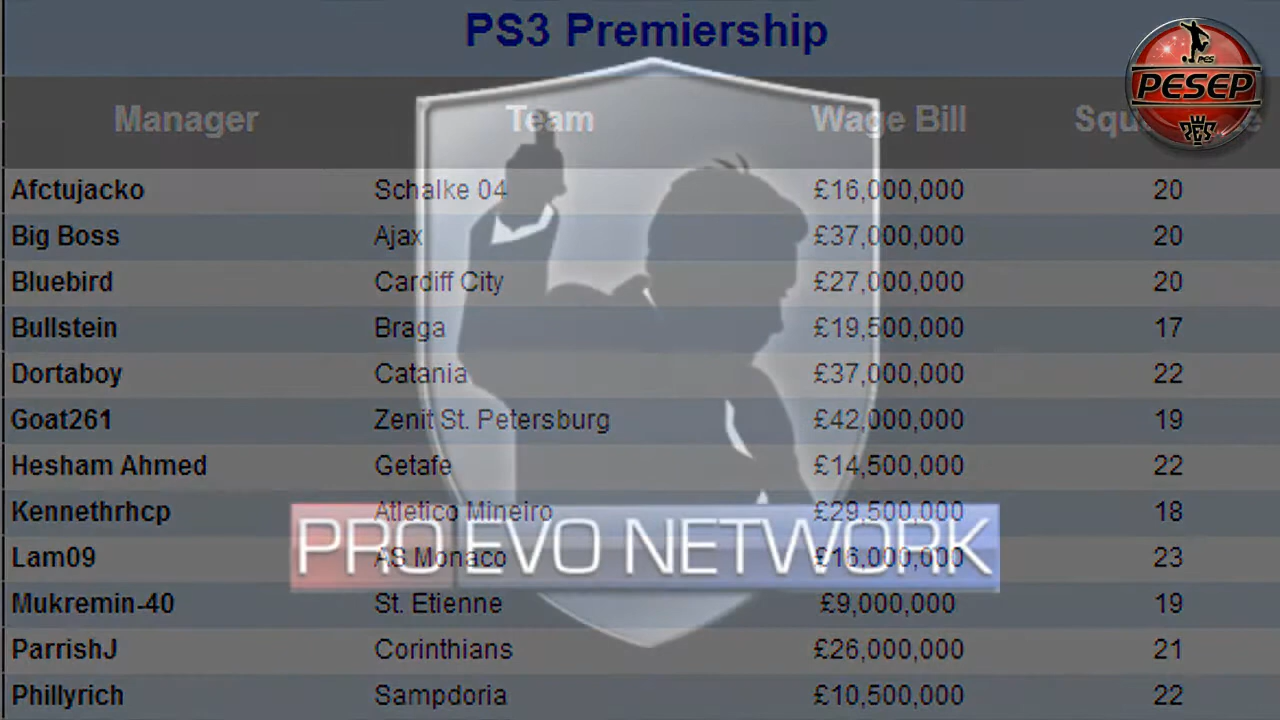 PS3 Premiership
PES
PESEP
PES
Manager Team Wage Bill
Afctujacko Schalke 04 £16,000,000 20
Big Boss Ajax £37,000,000 20
Bluebird Cardiff City £27,000,000 20
Bullstein Braga £19,500,000 17
Dortaboy Catania £37,000,000 22
Goat261 Zenit St. Petersburg £42,000,000 19
Hesham Ahmed Getafe £14,500,000 22
Kennethrhcp Atletico Mineiro £29,500,000 18
PRO EVO NETWORK
Lam09 AS Monaco £16,000,000 23
Mukremin-40 St. Etienne £9,000,000 19
ParrishJ Corinthians £26,000,000 21
Phillyrich Sampdoria £10,500,000 22